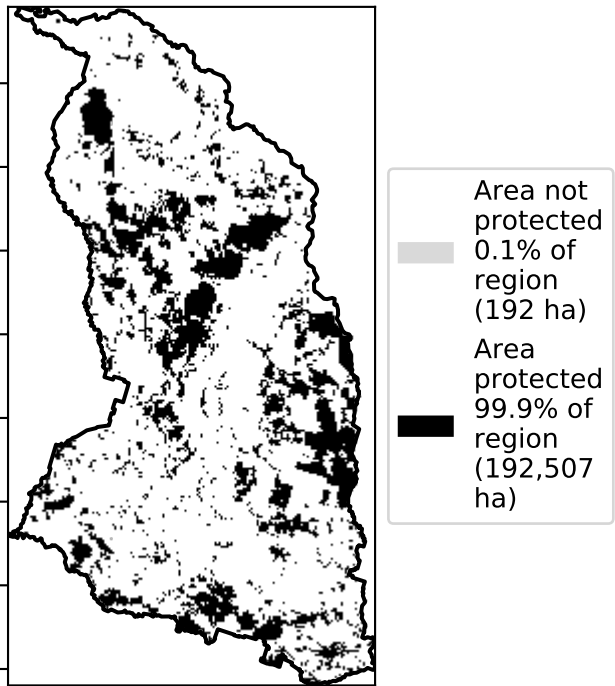 Area not
protected
0.1% of
region
(192 ha)
Area
protected
99.9% of
region
(192,507
ha)